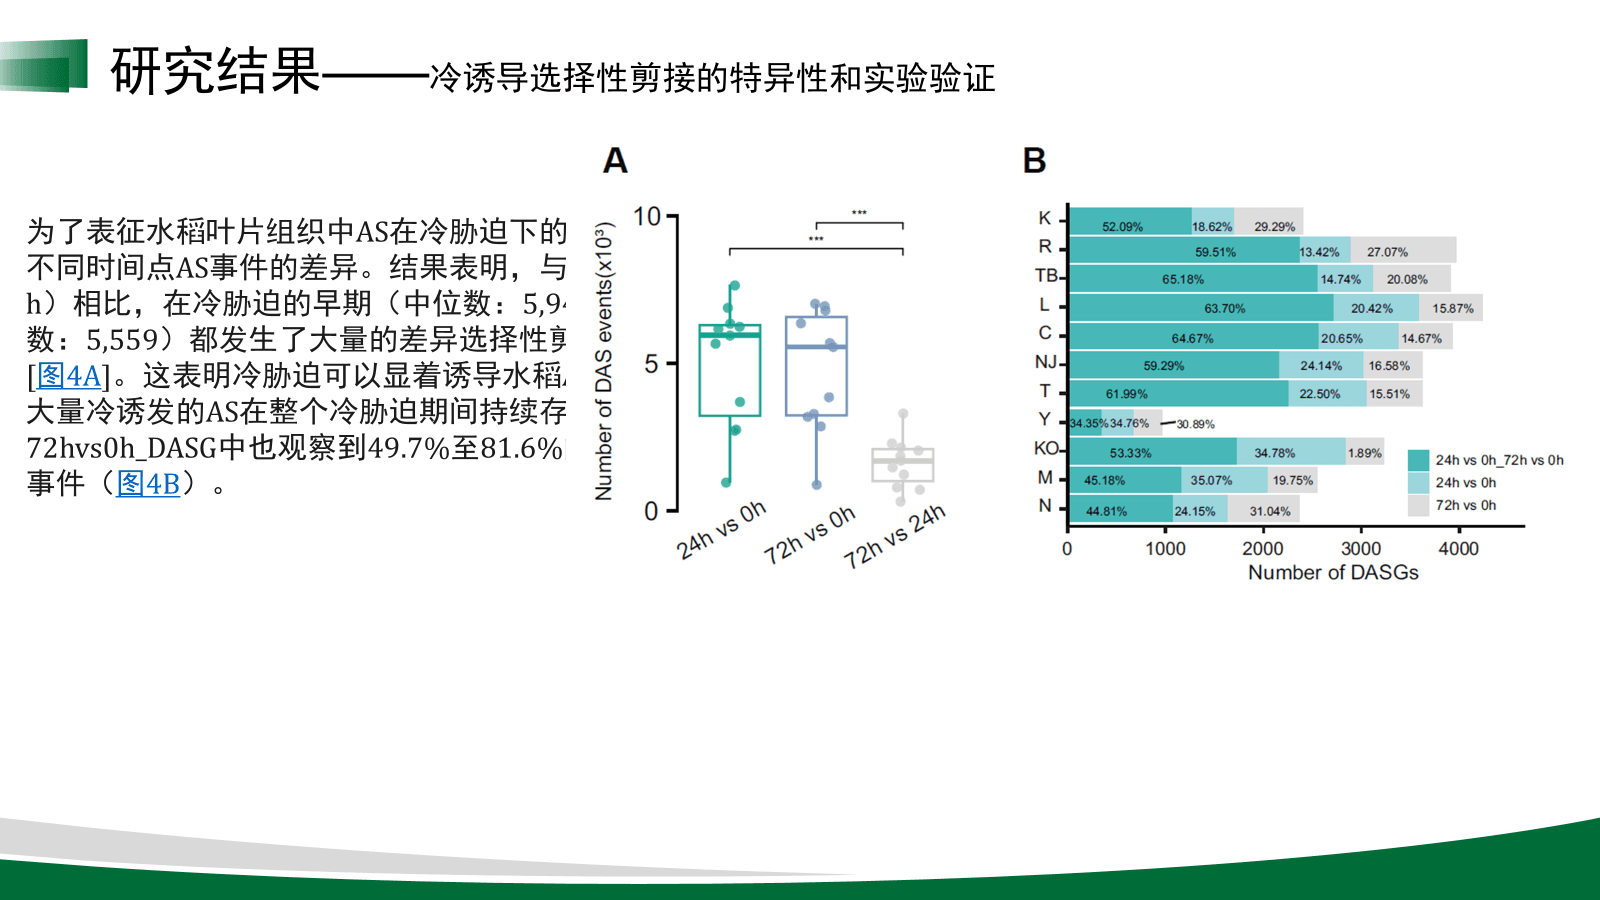 研究结果——冷诱导选择性剪接的特异性和实验验证
为了表征水稻叶片组织中AS在冷胁迫下的
不同时间点AS事件的差异。结果表明，与
h）相比，在冷胁迫的早期（中位数：5,94
数：5,559）都发生了大量的差异选择性剪
[图4A]。这表明冷胁迫可以显着诱导水稻
大量冷诱发的AS在整个冷胁迫期间持续存
72hvs0h_DASG中也观察到49.7%至81.6%
事件（图4B）。
A
Number of DAS events(x10³)
10
5
0
***
***
24h vs 0h
72h vs 0h
72h vs 24h
B
K 52.09% 18.62% 29.29%
R 59.51% 13.42% 27.07%
TB 65.18% 14.74% 20.08%
L 63.70% 20.42% 15.87%
C 64.67% 20.65% 14.67%
NJ 59.29% 24.14% 16.58%
T 61.99% 22.50% 15.51%
Y 34.35% 34.76% 30.89%
KO 53.33% 34.78% 1.89%
M 45.18% 35.07% 19.75%
N 44.81% 24.15% 31.04%
24h vs 0h_72h vs 0h
24h vs 0h
72h vs 0h
0 1000 2000 3000 4000
Number of DASGs